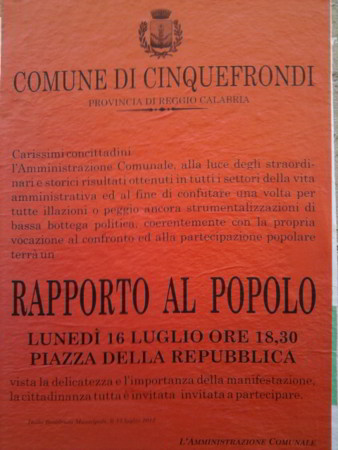 COMUNE DI CINQUEFRONDI
PROVINCIA DI REGGIO CALABRIA
Carissimi concittadini
l'Amministrazione Comunale, alla luce degli straordi-
nari e storici risultati ottenuti in tutti i settori della vita
amministrativa ed al fine di confutare una volta per
tutte illazioni o peggio ancora strumentalizzazioni di
bassa bottega politica, coerentemente con la propria
vocazione al confronto ed alla partecipazione popolare
terrà un
RAPPORTO AL POPOLO
LUNEDÌ 16 LUGLIO ORE 18,30
PIAZZA DELLA REPUBBLICA
vista la delicatezza e l'importanza della manifestazione,
la cittadinanza tutta è invitata invitata a partecipare.
Dalla Residenza Municipale,
L'AMMINISTRAZIONE COMUNALE